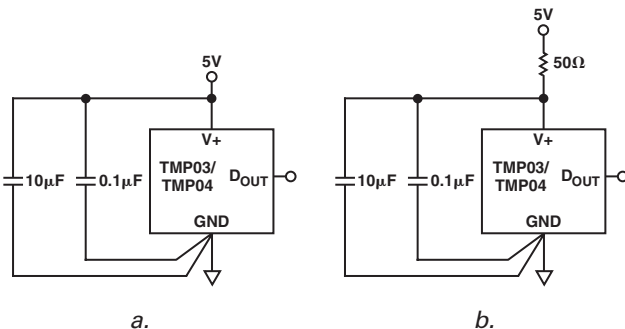 5V
V+
10μF
0.1μF
TMP03/
TMP04
DOUT
GND
a.
5V
50Ω
V+
10μF
0.1μF
TMP03/
TMP04
DOUT
GND
b.